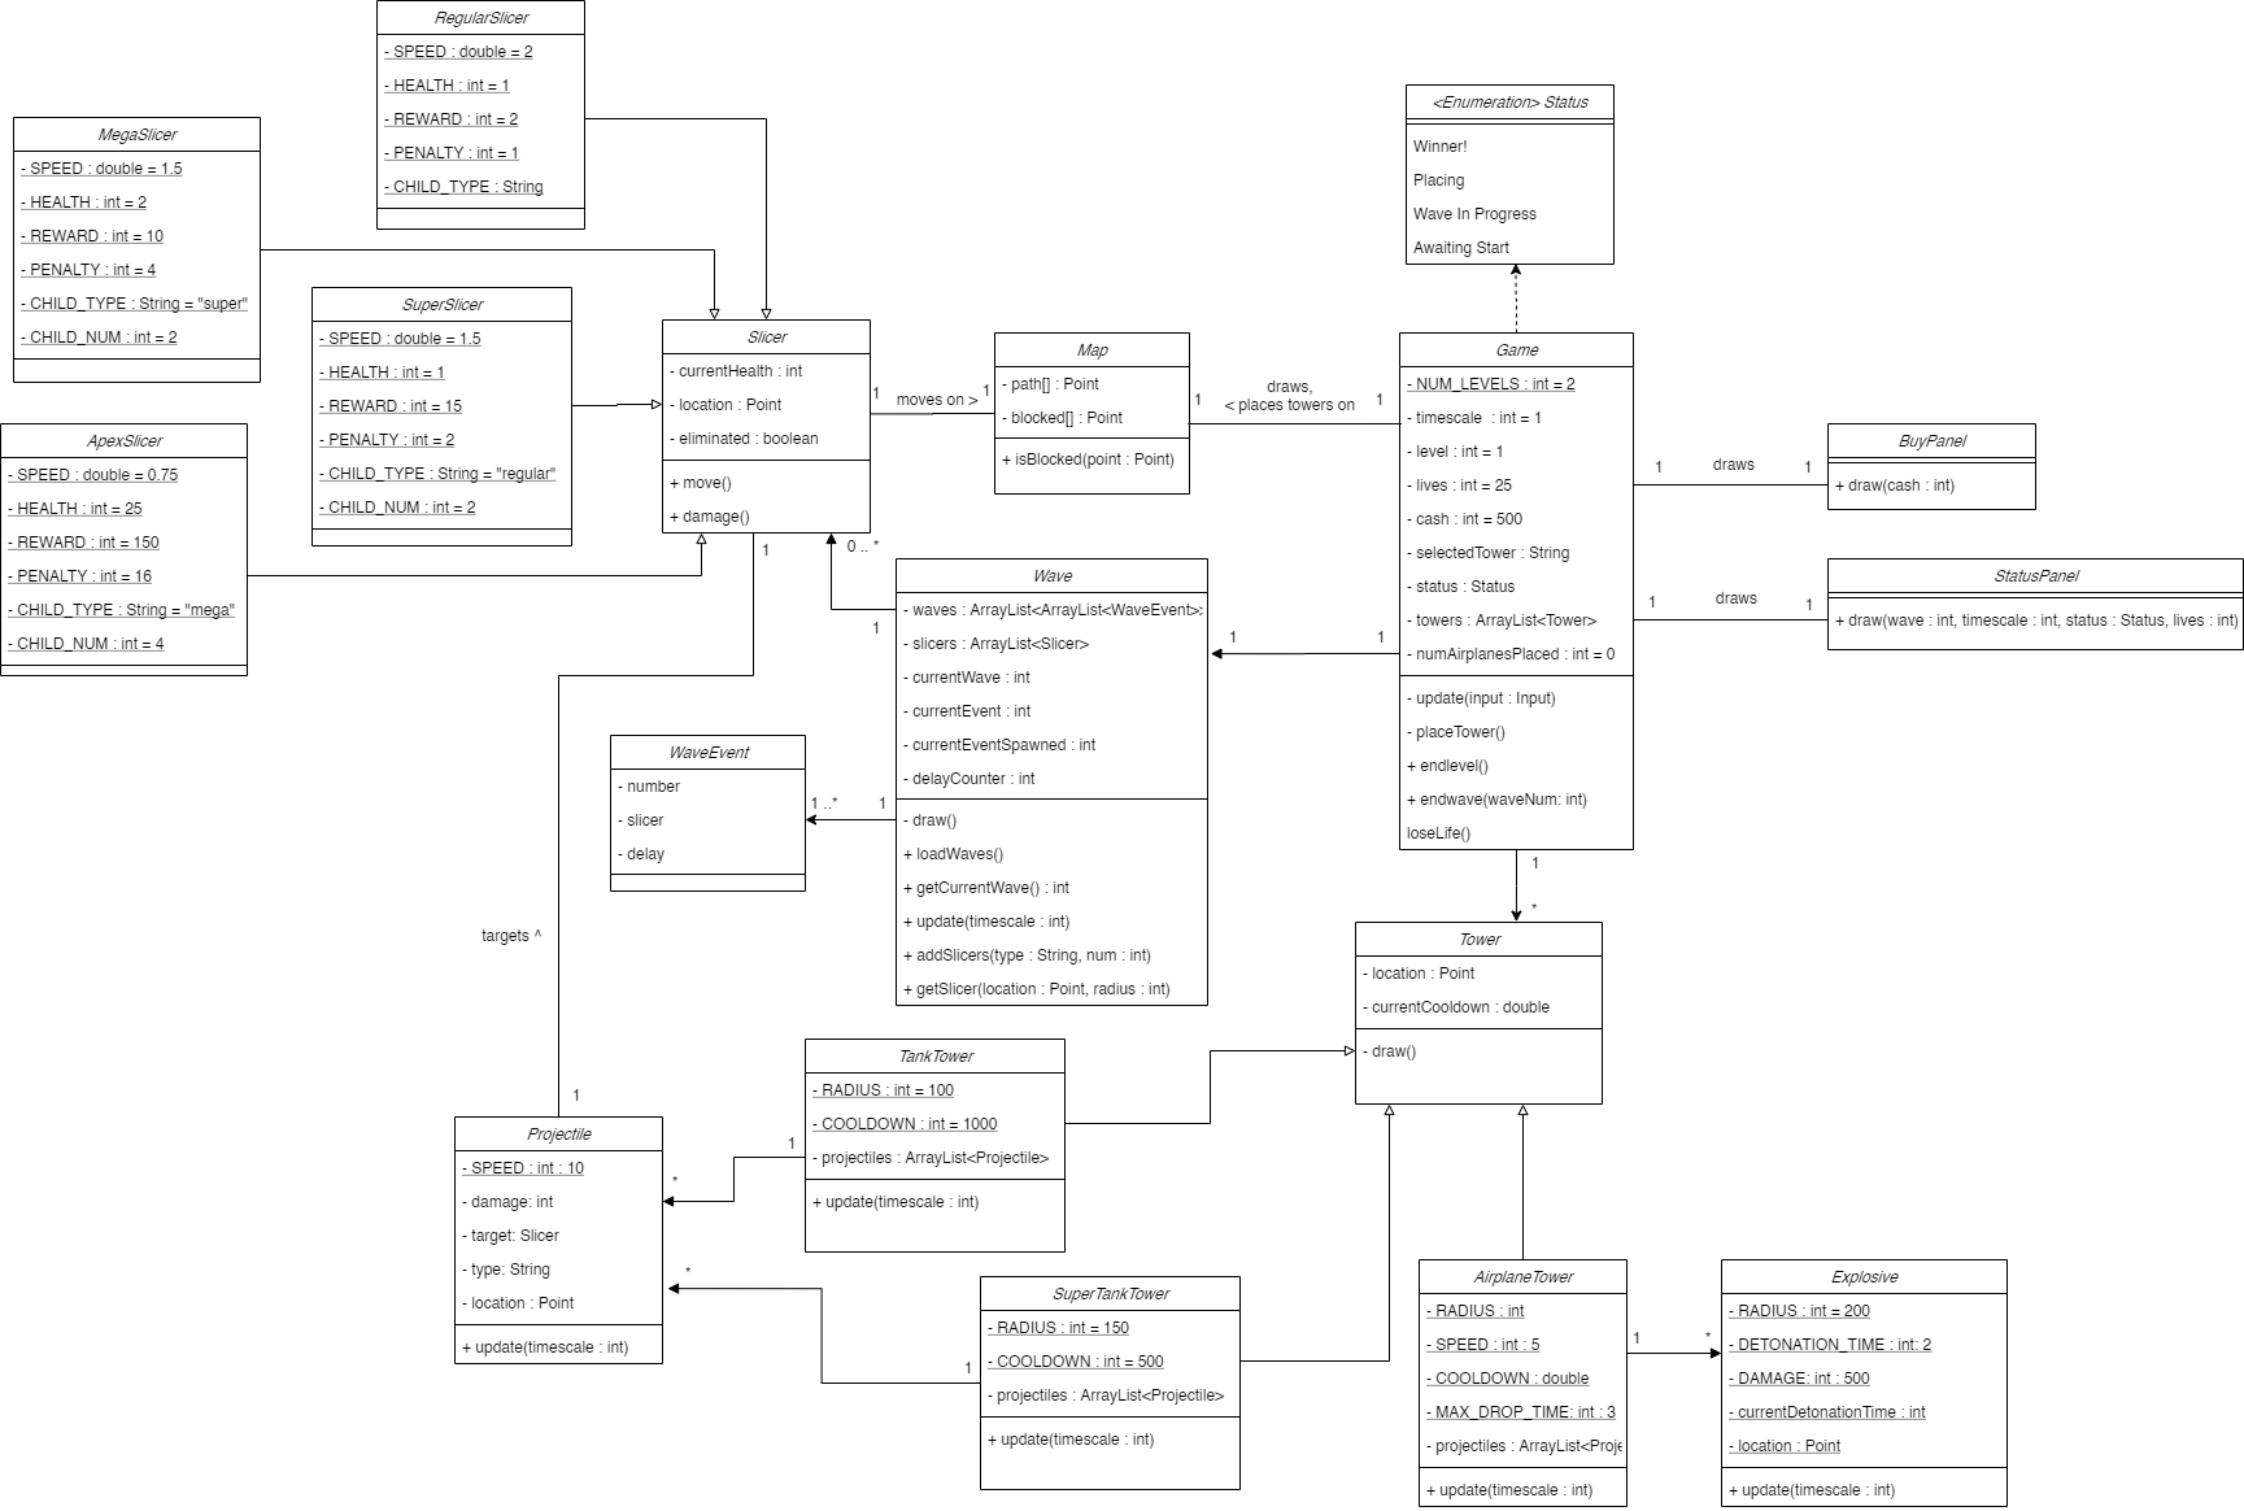 RegularSlicer
- SPEED : double = 2
- HEALTH : int = 1
- REWARD : int = 2
- PENALTY : int = 1
- CHILD_TYPE : String
MegaSlicer
- SPEED : double = 1.5
- HEALTH : int = 2
- REWARD : int = 10
- PENALTY : int = 4
- CHILD_TYPE : String = "super"
- CHILD_NUM : int = 2
SuperSlicer
- SPEED : double = 1.5
- HEALTH : int = 1
- REWARD : int = 15
- PENALTY : int = 2
- CHILD_TYPE : String = "regular"
- CHILD_NUM : int = 2
ApexSlicer
- SPEED : double = 0.75
- HEALTH : int = 25
- REWARD : int = 150
- PENALTY : int = 16
- CHILD_TYPE : String = "mega"
- CHILD_NUM : int = 4
Slicer
- currentHealth : int
- location : Point
- eliminated : boolean
+ move()
+ damage()
1
moves on >
1
Map
- path[] : Point
- blocked[] : Point
+ isBlocked(point : Point)
1
draws,
< places towers on
1
<Enumeration> Status
Winner!
Placing
Wave In Progress
Awaiting Start
Game
- NUM_LEVELS : int = 2
- timescale : int = 1
- level : int = 1
- lives : int = 25
- cash : int = 500
- selectedTower : String
- status : Status
- towers : ArrayList<Tower>
- numAirplanesPlaced : int = 0
- update(input : Input)
- placeTower()
+ endlevel()
+ endwave(waveNum: int)
loseLife()
1
draws
1
BuyPanel
+ draw(cash : int)
1
draws
1
StatusPanel
+ draw(wave : int, timescale : int, status : Status, lives : int)
1
0 .. *
1
1
1
Wave
- waves : ArrayList<ArrayList<WaveEvent>>
- slicers : ArrayList<Slicer>
- currentWave : int
- currentEvent : int
- currentEventSpawned : int
- delayCounter : int
- draw()
+ loadWaves()
+ getCurrentWave() : int
+ update(timescale : int)
+ addSlicers(type : String, num : int)
+ getSlicer(location : Point, radius : int)
WaveEvent
- number
- slicer
- delay
1 ..*
1
targets ^
1
1
*
Tower
- location : Point
- currentCooldown : double
- draw()
TankTower
- RADIUS : int = 100
- COOLDOWN : int = 1000
- projectiles : ArrayList<Projectile>
+ update(timescale : int)
1
*
Projectile
- SPEED : int : 10
- damage: int
- target: Slicer
- type: String
- location : Point
+ update(timescale : int)
*
1
SuperTankTower
- RADIUS : int = 150
- COOLDOWN : int = 500
- projectiles : ArrayList<Projectile>
+ update(timescale : int)
AirplaneTower
- RADIUS : int
- SPEED : int : 5
- COOLDOWN : double
- MAX_DROP_TIME: int : 3
- projectiles : ArrayList<Proje
+ update(timescale : int)
1
*
Explosive
- RADIUS : int = 200
- DETONATION_TIME : int: 2
- DAMAGE: int : 500
- currentDetonationTime : int
- location : Point
+ update(timescale : int)